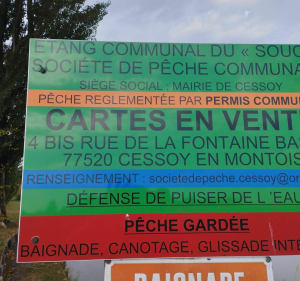 ETANG COMMUNAL DU « SOUC
SOCIÉTE DE PÊCHE COMMUNA
SIÈGE SOCIAL : MAIRIE DE CESSOY
PÊCHE REGLEMENTÉE PAR PERMIS COMMU
CARTES EN VENT
4 BIS RUE DE LA FONTAINE BA
77520 CESSOY EN MONTOIS
RENSEIGNEMENT : societedepeche.cessoy@or
DÉFENSE DE PUISER DE L'EAU
PÊCHE GARDÉE
BAIGNADE, CANOTAGE, GLISSADE INTE
BAIGNADE